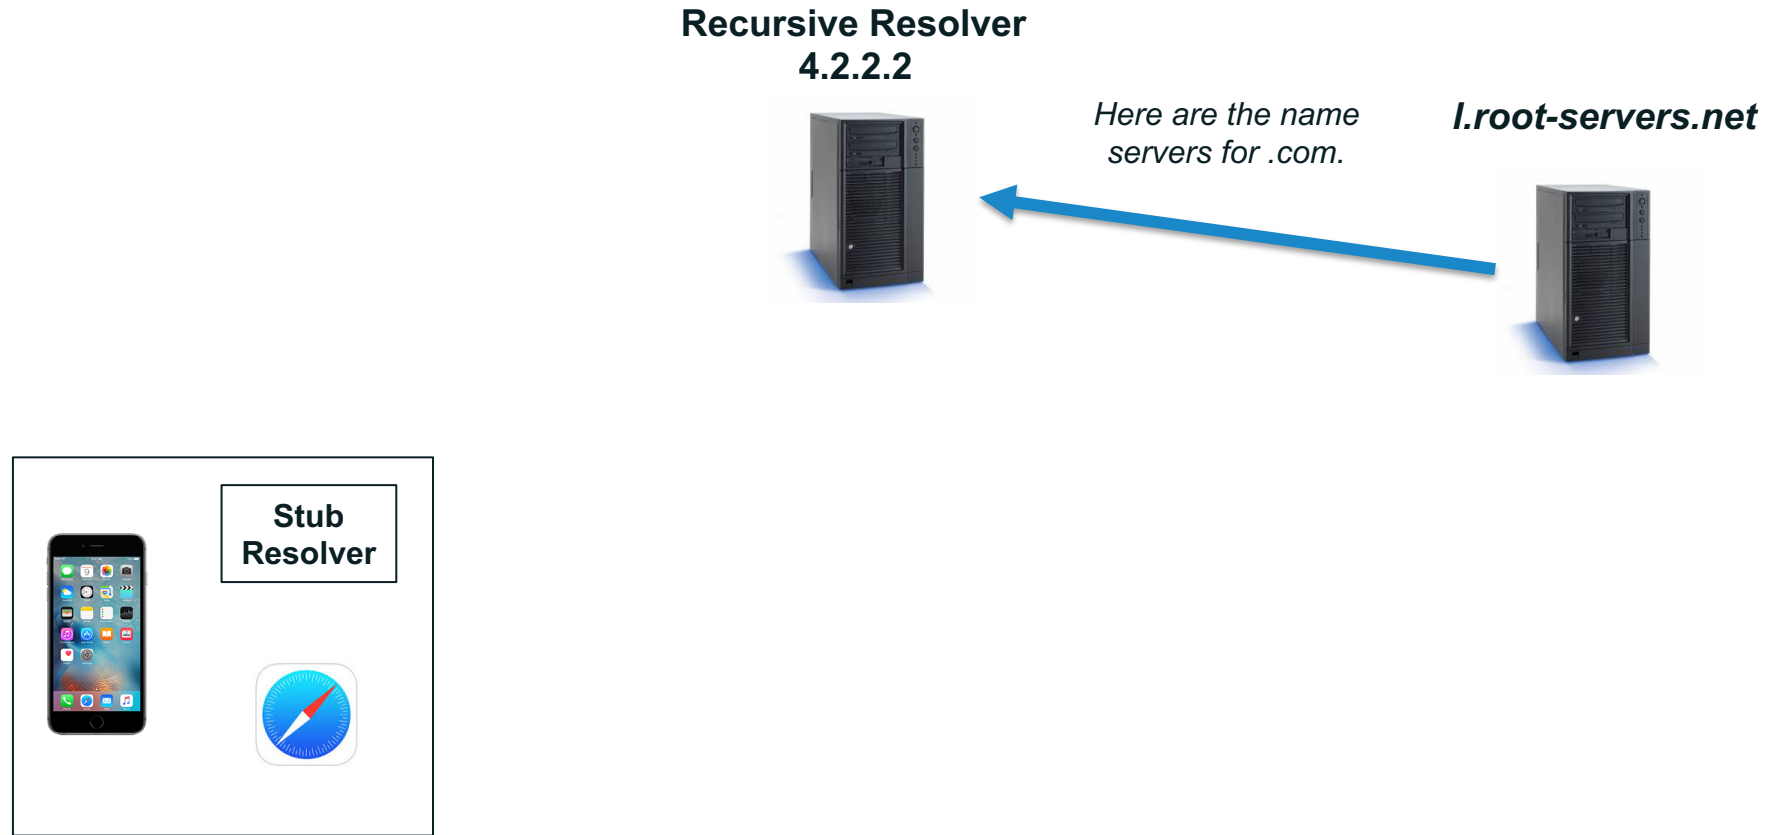 Recursive Resolver
4.2.2.2
Here are the name
servers for .com.
l.root-servers.net
Stub
Resolver